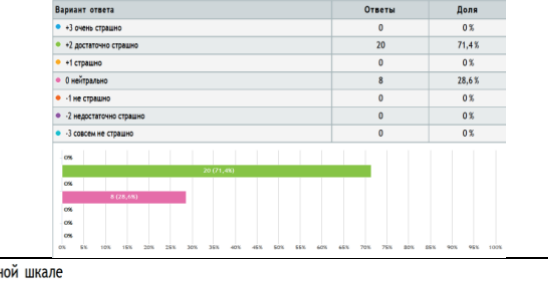 Вариант ответа Ответы Доля
+3 очень страшно 0 0 %
+2 достаточно страшно 20 71,4 %
+1 страшно 0 0 %
0 нейтрально 8 28,6 %
-1 не страшно 0 0 %
-2 недостаточно страшно 0 0 %
-3 совсем не страшно 0 0 %
0%
20 (71,4%)
0%
8 (28,6%)
0%
0%
0%
0% 5% 10% 15% 20% 25% 30% 35% 40% 45% 50% 55% 60% 65% 70% 75% 80% 85% 90% 95% 100%
ной шкале